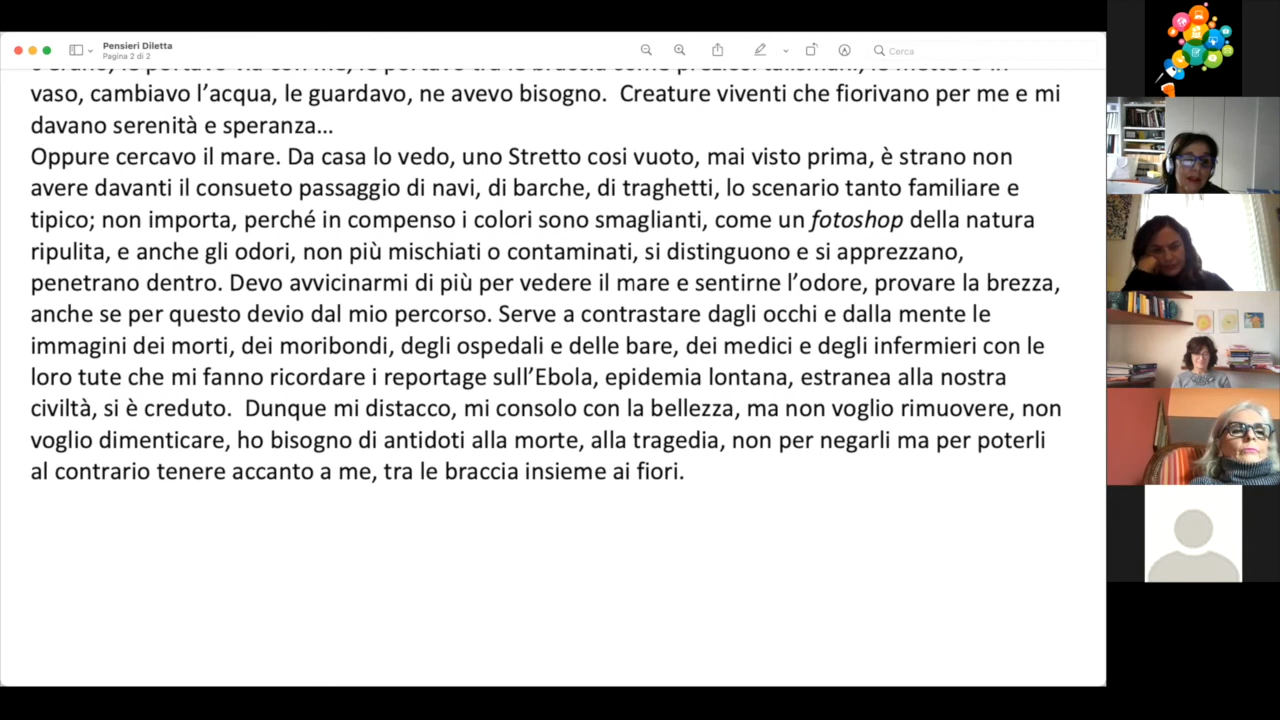 Pensieri Diletta
Pagina 2 di 2
Cerca
vaso, cambiavo l’acqua, le guardavo, ne avevo bisogno.  Creature viventi che fiorivano per me e mi
davano serenità e speranza…
Oppure cercavo il mare. Da casa lo vedo, uno Stretto cosi vuoto, mai visto prima, è strano non
avere davanti il consueto passaggio di navi, di barche, di traghetti, lo scenario tanto familiare e
tipico; non importa, perché in compenso i colori sono smaglianti, come un fotoshop della natura
ripulita, e anche gli odori, non più mischiati o contaminati, si distinguono e si apprezzano,
penetrano dentro. Devo avvicinarmi di più per vedere il mare e sentirne l’odore, provare la brezza,
anche se per questo devio dal mio percorso. Serve a contrastare dagli occhi e dalla mente le
immagini dei morti, dei moribondi, degli ospedali e delle bare, dei medici e degli infermieri con le
loro tute che mi fanno ricordare i reportage sull’Ebola, epidemia lontana, estranea alla nostra
civiltà, si è creduto.  Dunque mi distacco, mi consolo con la bellezza, ma non voglio rimuovere, non
voglio dimenticare, ho bisogno di antidoti alla morte, alla tragedia, non per negarli ma per poterli
al contrario tenere accanto a me, tra le braccia insieme ai fiori.